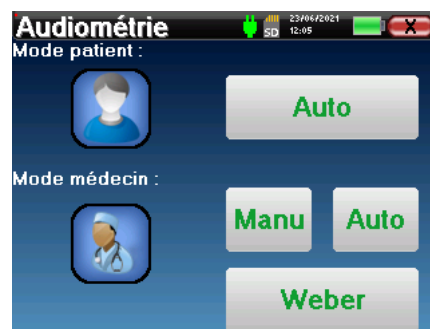 Audiométrie
SD
23/06/2021
12:05
X
Mode patient :
Auto
Mode médecin :
Manu
Auto
Weber